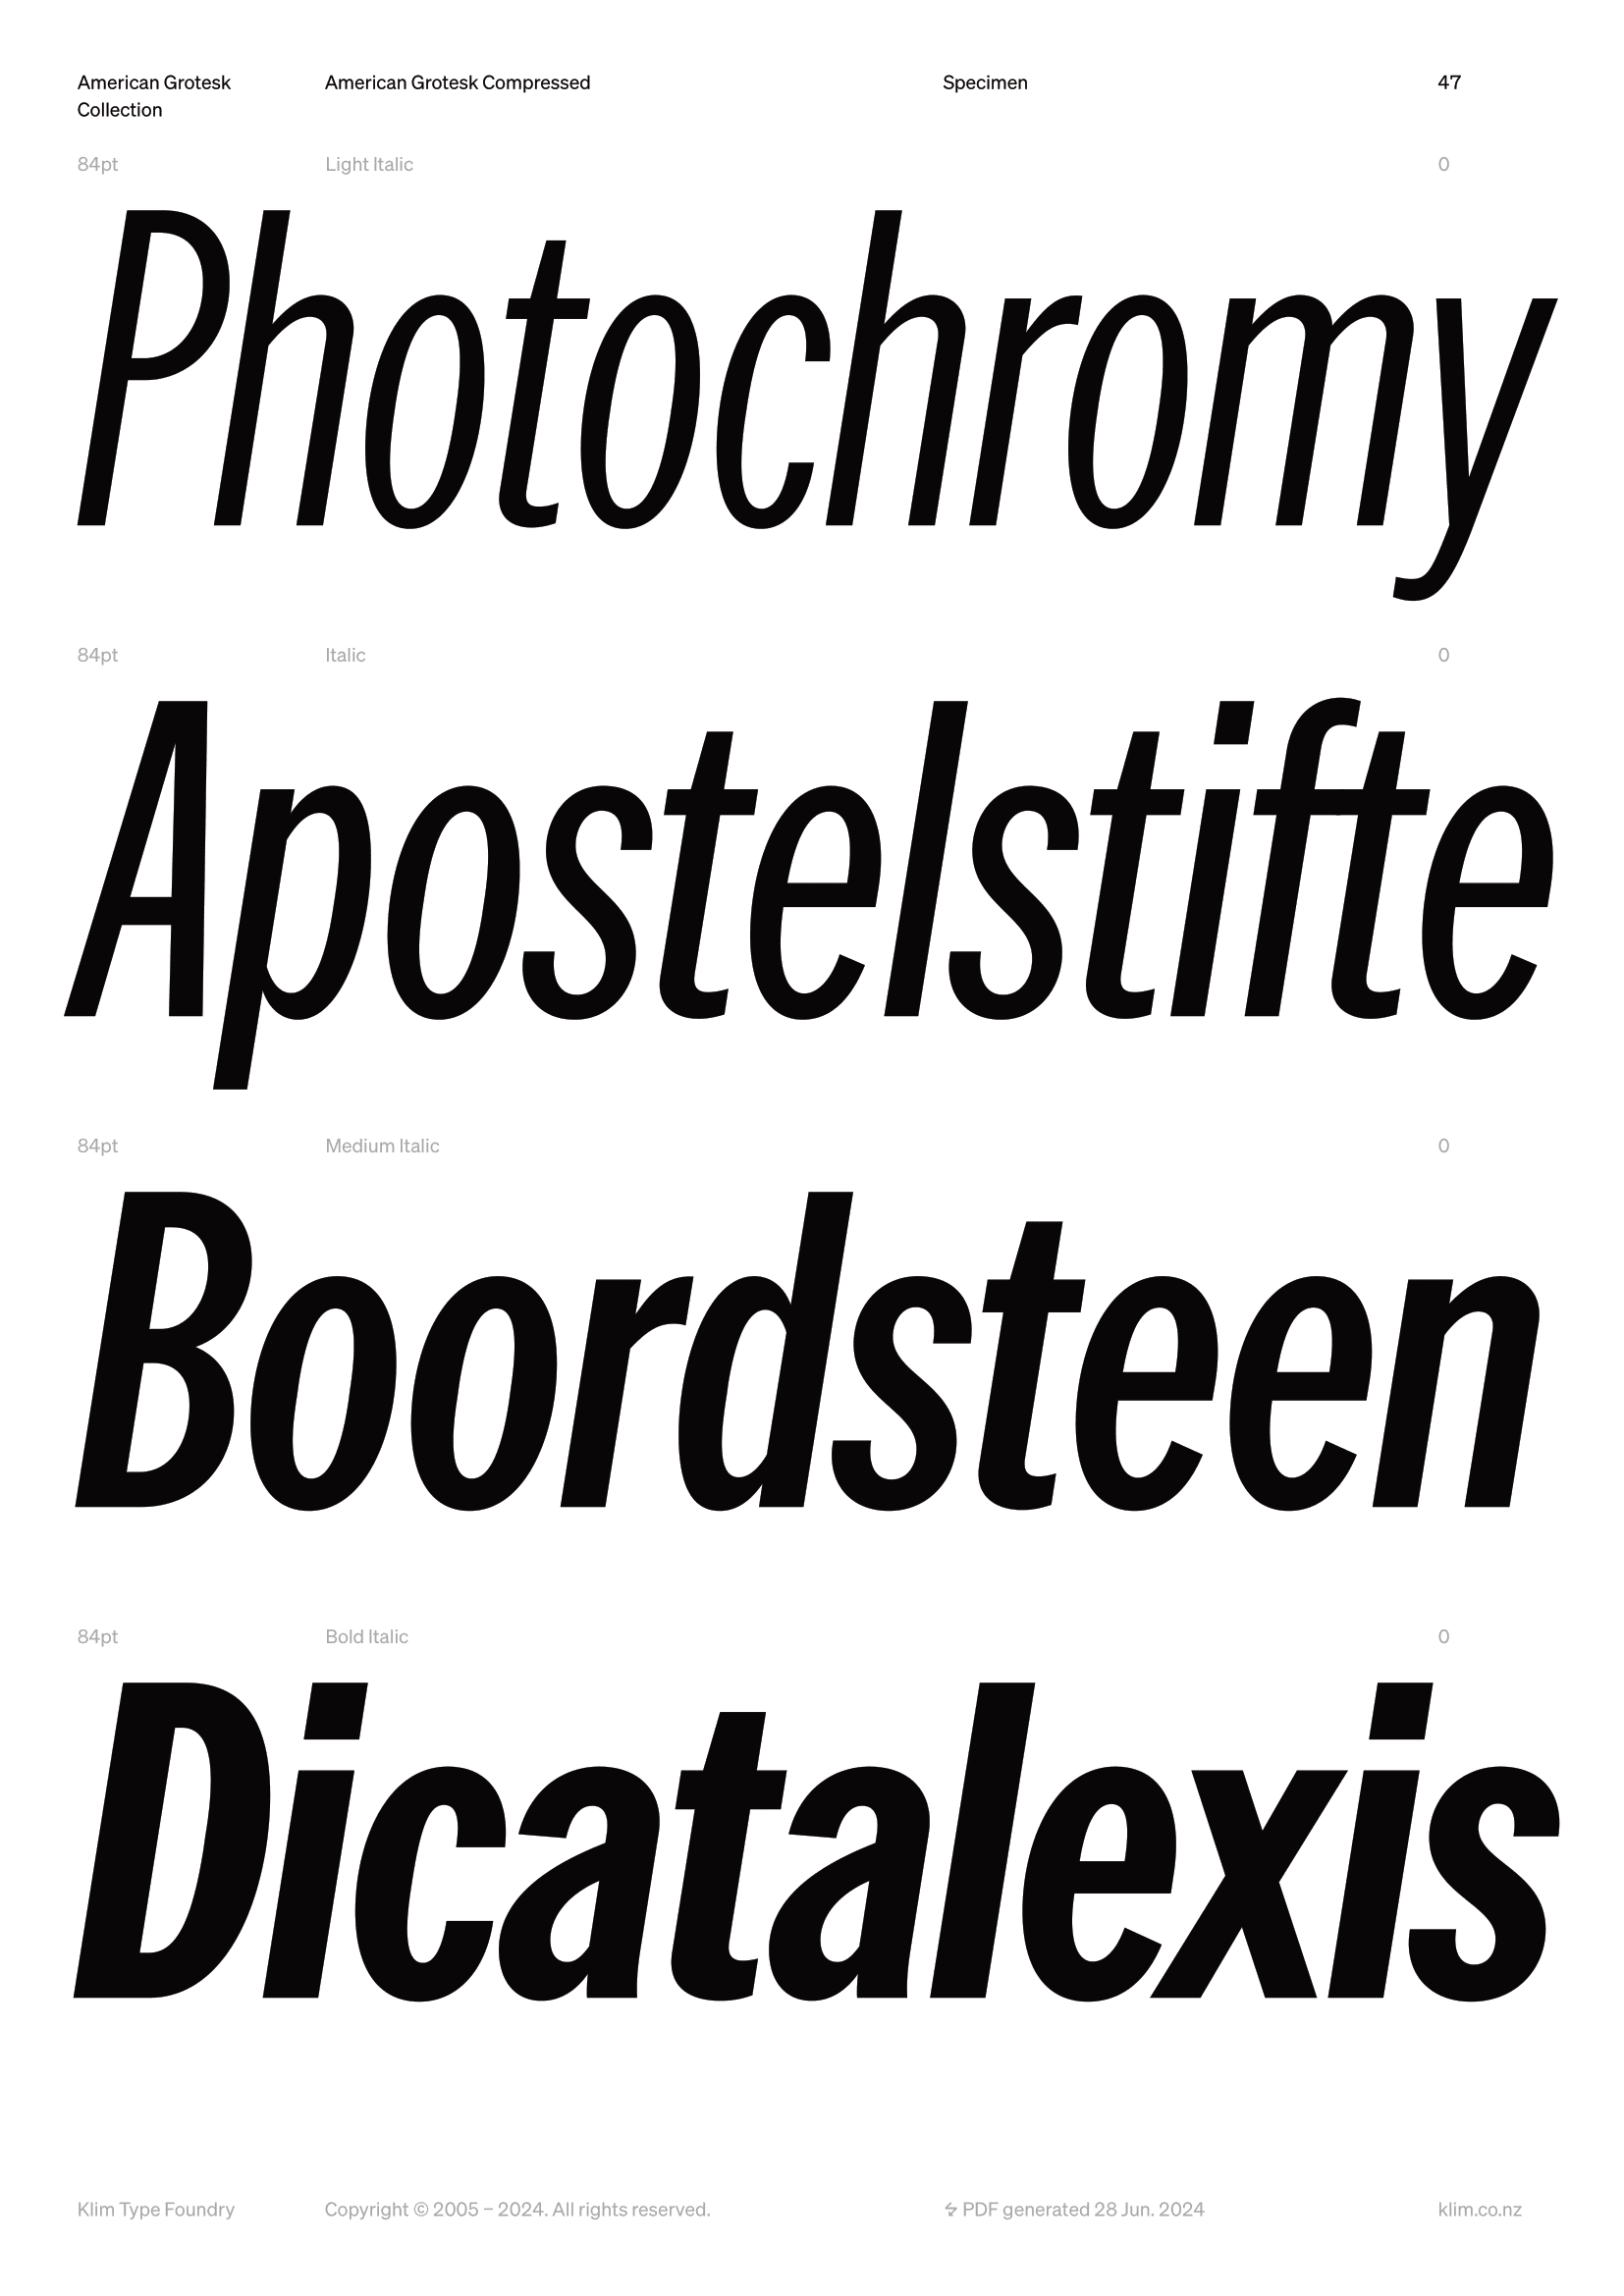 American Grotesk Collection American Grotesk Compressed Specimen 47
84pt Light Italic 0
Photochromy
84pt Italic 0
Apostelstifte
84pt Medium Italic 0
Boordsteen
84pt Bold Italic 0
Dicatalexis
Klim Type Foundry Copyright © 2005 – 2024. All rights reserved. PDF generated 28 Jun. 2024 klim.co.nz